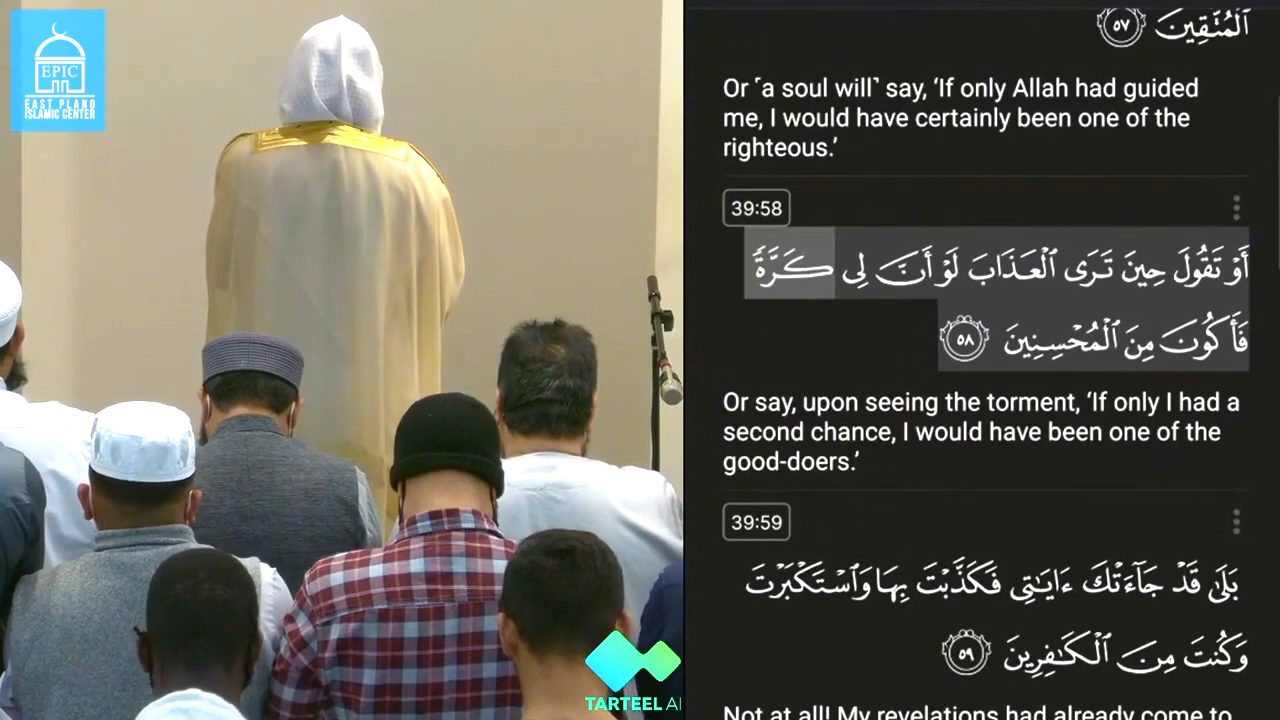 EPIC
EAST PLANO
ISLAMIC CENTER
ٱلْمُتَّقِينَ ٥٧
Or ˹a soul will˺ say, ‘If only Allah had guided
me, I would have certainly been one of the
righteous.’
39:58
أَوْ تَقُولَ حِينَ تَرَى ٱلْعَذَابَ لَوْ أَنَّ لِى كَرَّةً
فَأَكُونَ مِنَ ٱلْمُحْسِنِينَ ٥٨
Or say, upon seeing the torment, ‘If only I had a
second chance, I would have been one of the
good-doers.’
39:59
بَلَىٰ قَدْ جَآءَتْكَ ءَايَـٰتِى فَكَذَّبْتَ بِهَا وَٱسْتَكْبَرْتَ
وَكُنتَ مِنَ ٱلْكَـٰفِرِينَ ٥٩
Not at all! My revelations had already come to
TARTEEL AI